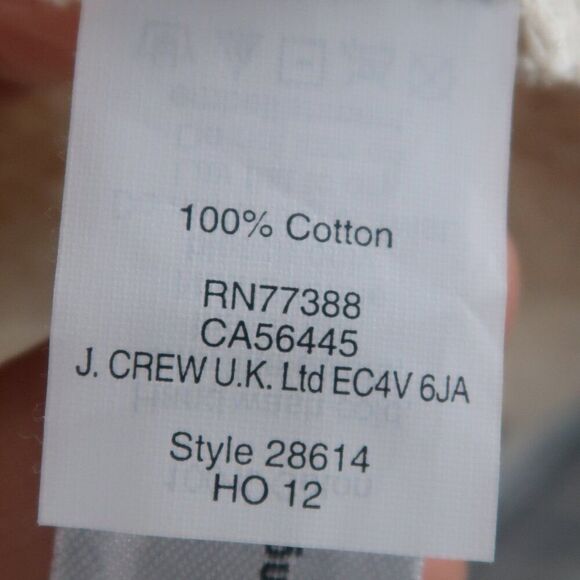 100% Cotton
RN77388
CA56445
J. CREW U.K. Ltd EC4V 6JA
Style 28614
HO 12